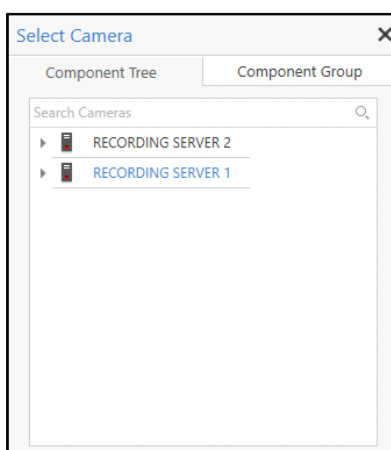 Select Camera
Component Tree
Component Group
Search Cameras
RECORDING SERVER 2
RECORDING SERVER 1